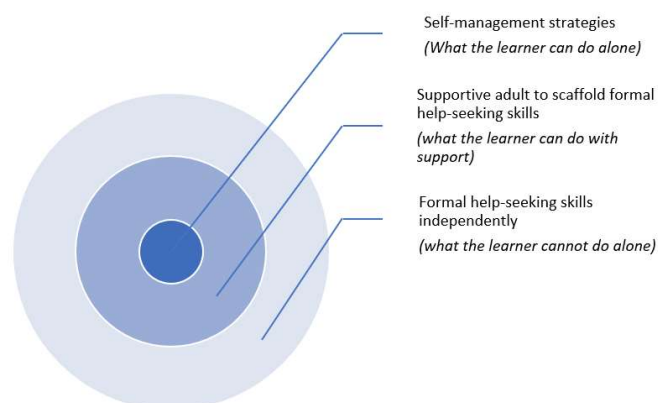 Self-management strategies
(What the learner can do alone)
Supportive adult to scaffold formal
help-seeking skills
(what the learner can do with
support)
Formal help-seeking skills
independently
(what the learner cannot do alone)